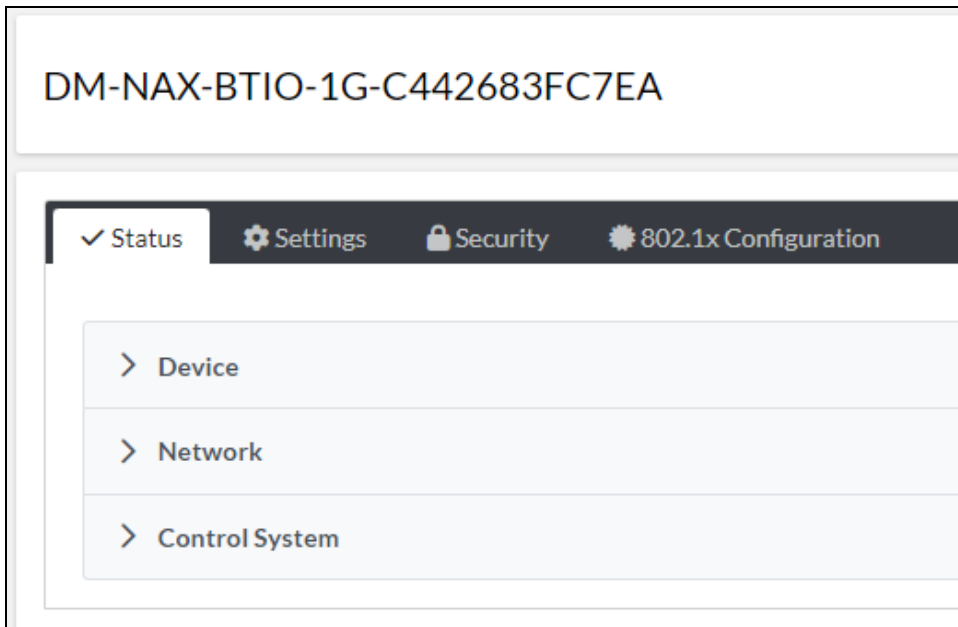 DM-NAX-BTIO-1G-C442683FC7EA
Status Settings Security 802.1x Configuration
Device
Network
Control System